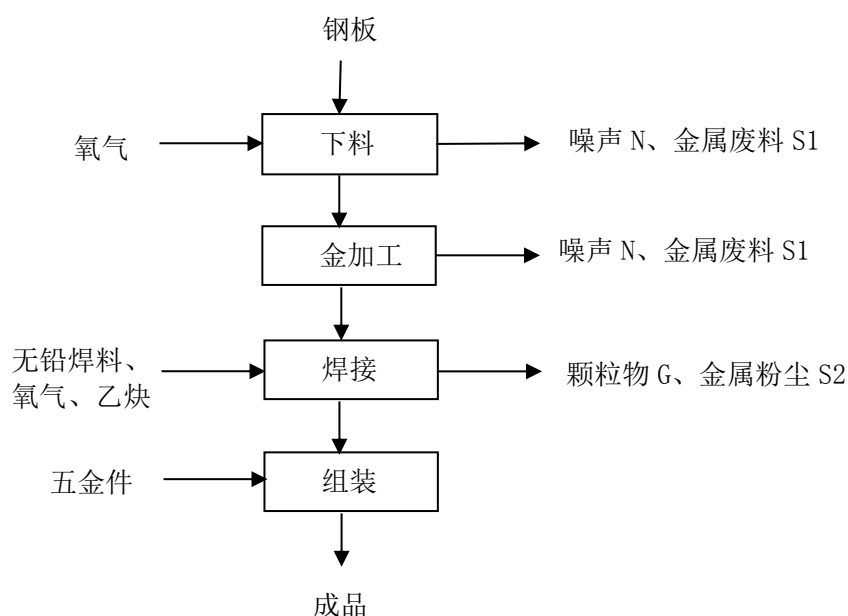 钢板
氧气
下料
噪声 N、金属废料 S1
金加工
噪声 N、金属废料 S1
无铅焊料、
氧气、乙炔
焊接
颗粒物 G、金属粉尘 S2
五金件
组装
成品